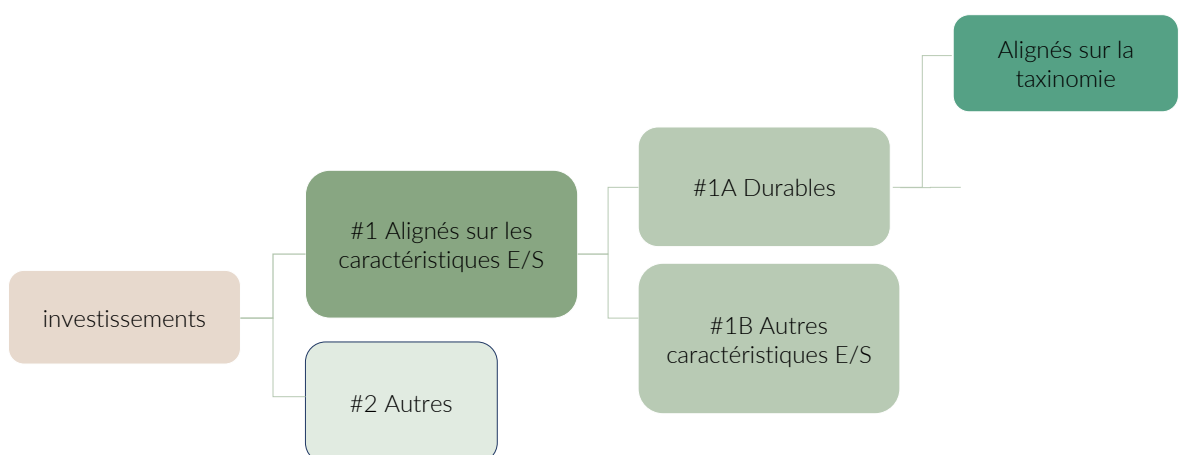 Alignés sur la
taxinomie
#1A Durables
#1 Alignés sur les
caractéristiques E/S
investissements
#1B Autres
caractéristiques E/S
#2 Autres